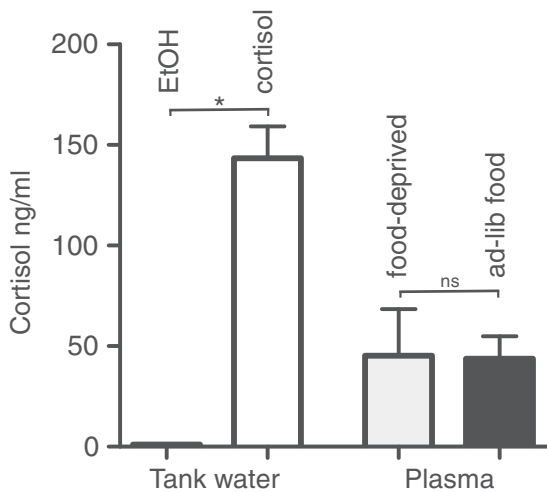 Cortisol ng/ml
200
150
100
50
0
EtOH
cortisol
*
food-deprived
ad-lib food
ns
Tank water
Plasma